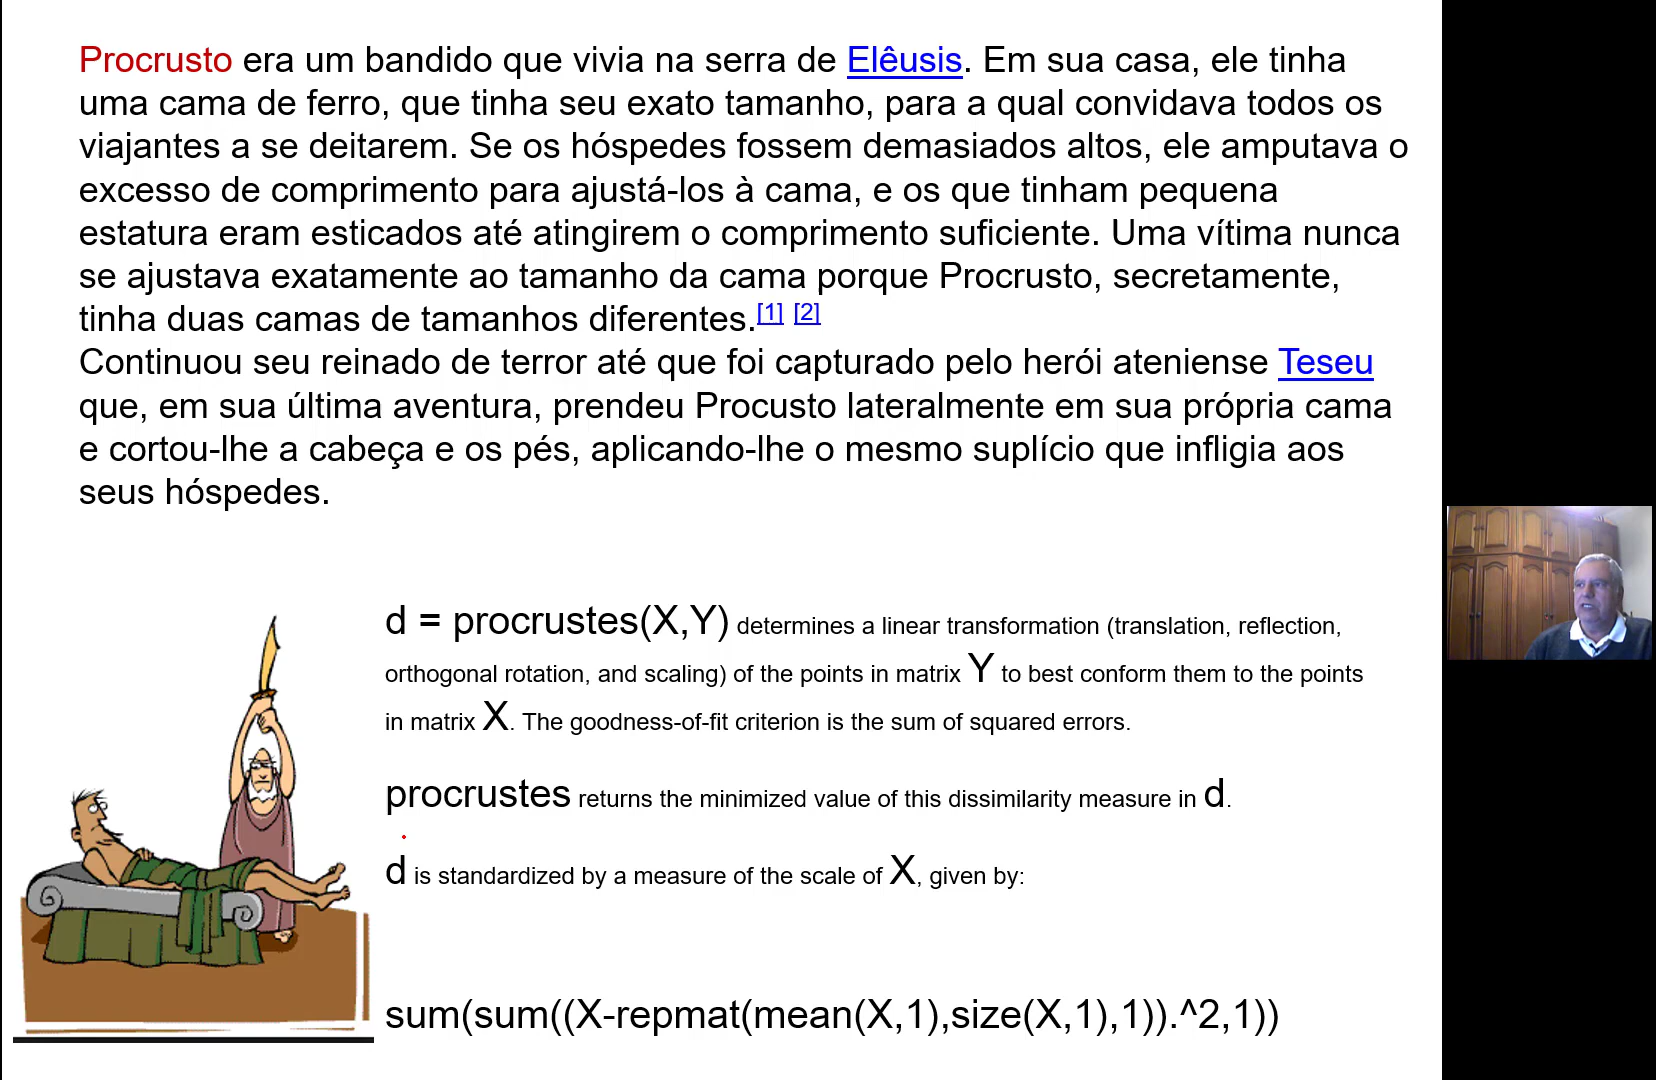 Procrusto era um bandido que vivia na serra de Elêusis. Em sua casa, ele tinha
uma cama de ferro, que tinha seu exato tamanho, para a qual convidava todos os
viajantes a se deitarem. Se os hóspedes fossem demasiados altos, ele amputava o
excesso de comprimento para ajustá-los à cama, e os que tinham pequena
estatura eram esticados até atingirem o comprimento suficiente. Uma vítima nunca
se ajustava exatamente ao tamanho da cama porque Procrusto, secretamente,
tinha duas camas de tamanhos diferentes.[1] [2]
Continuou seu reinado de terror até que foi capturado pelo herói ateniense Teseu
que, em sua última aventura, prendeu Procusto lateralmente em sua própria cama
e cortou-lhe a cabeça e os pés, aplicando-lhe o mesmo suplício que infligia aos
seus hóspedes.
d = procrustes(X,Y) determines a linear transformation (translation, reflection,
orthogonal rotation, and scaling) of the points in matrix Y to best conform them to the points
in matrix X. The goodness-of-fit criterion is the sum of squared errors.
procrustes returns the minimized value of this dissimilarity measure in d.
d is standardized by a measure of the scale of X, given by:
sum(sum((X-repmat(mean(X,1),size(X,1),1)).^2,1))